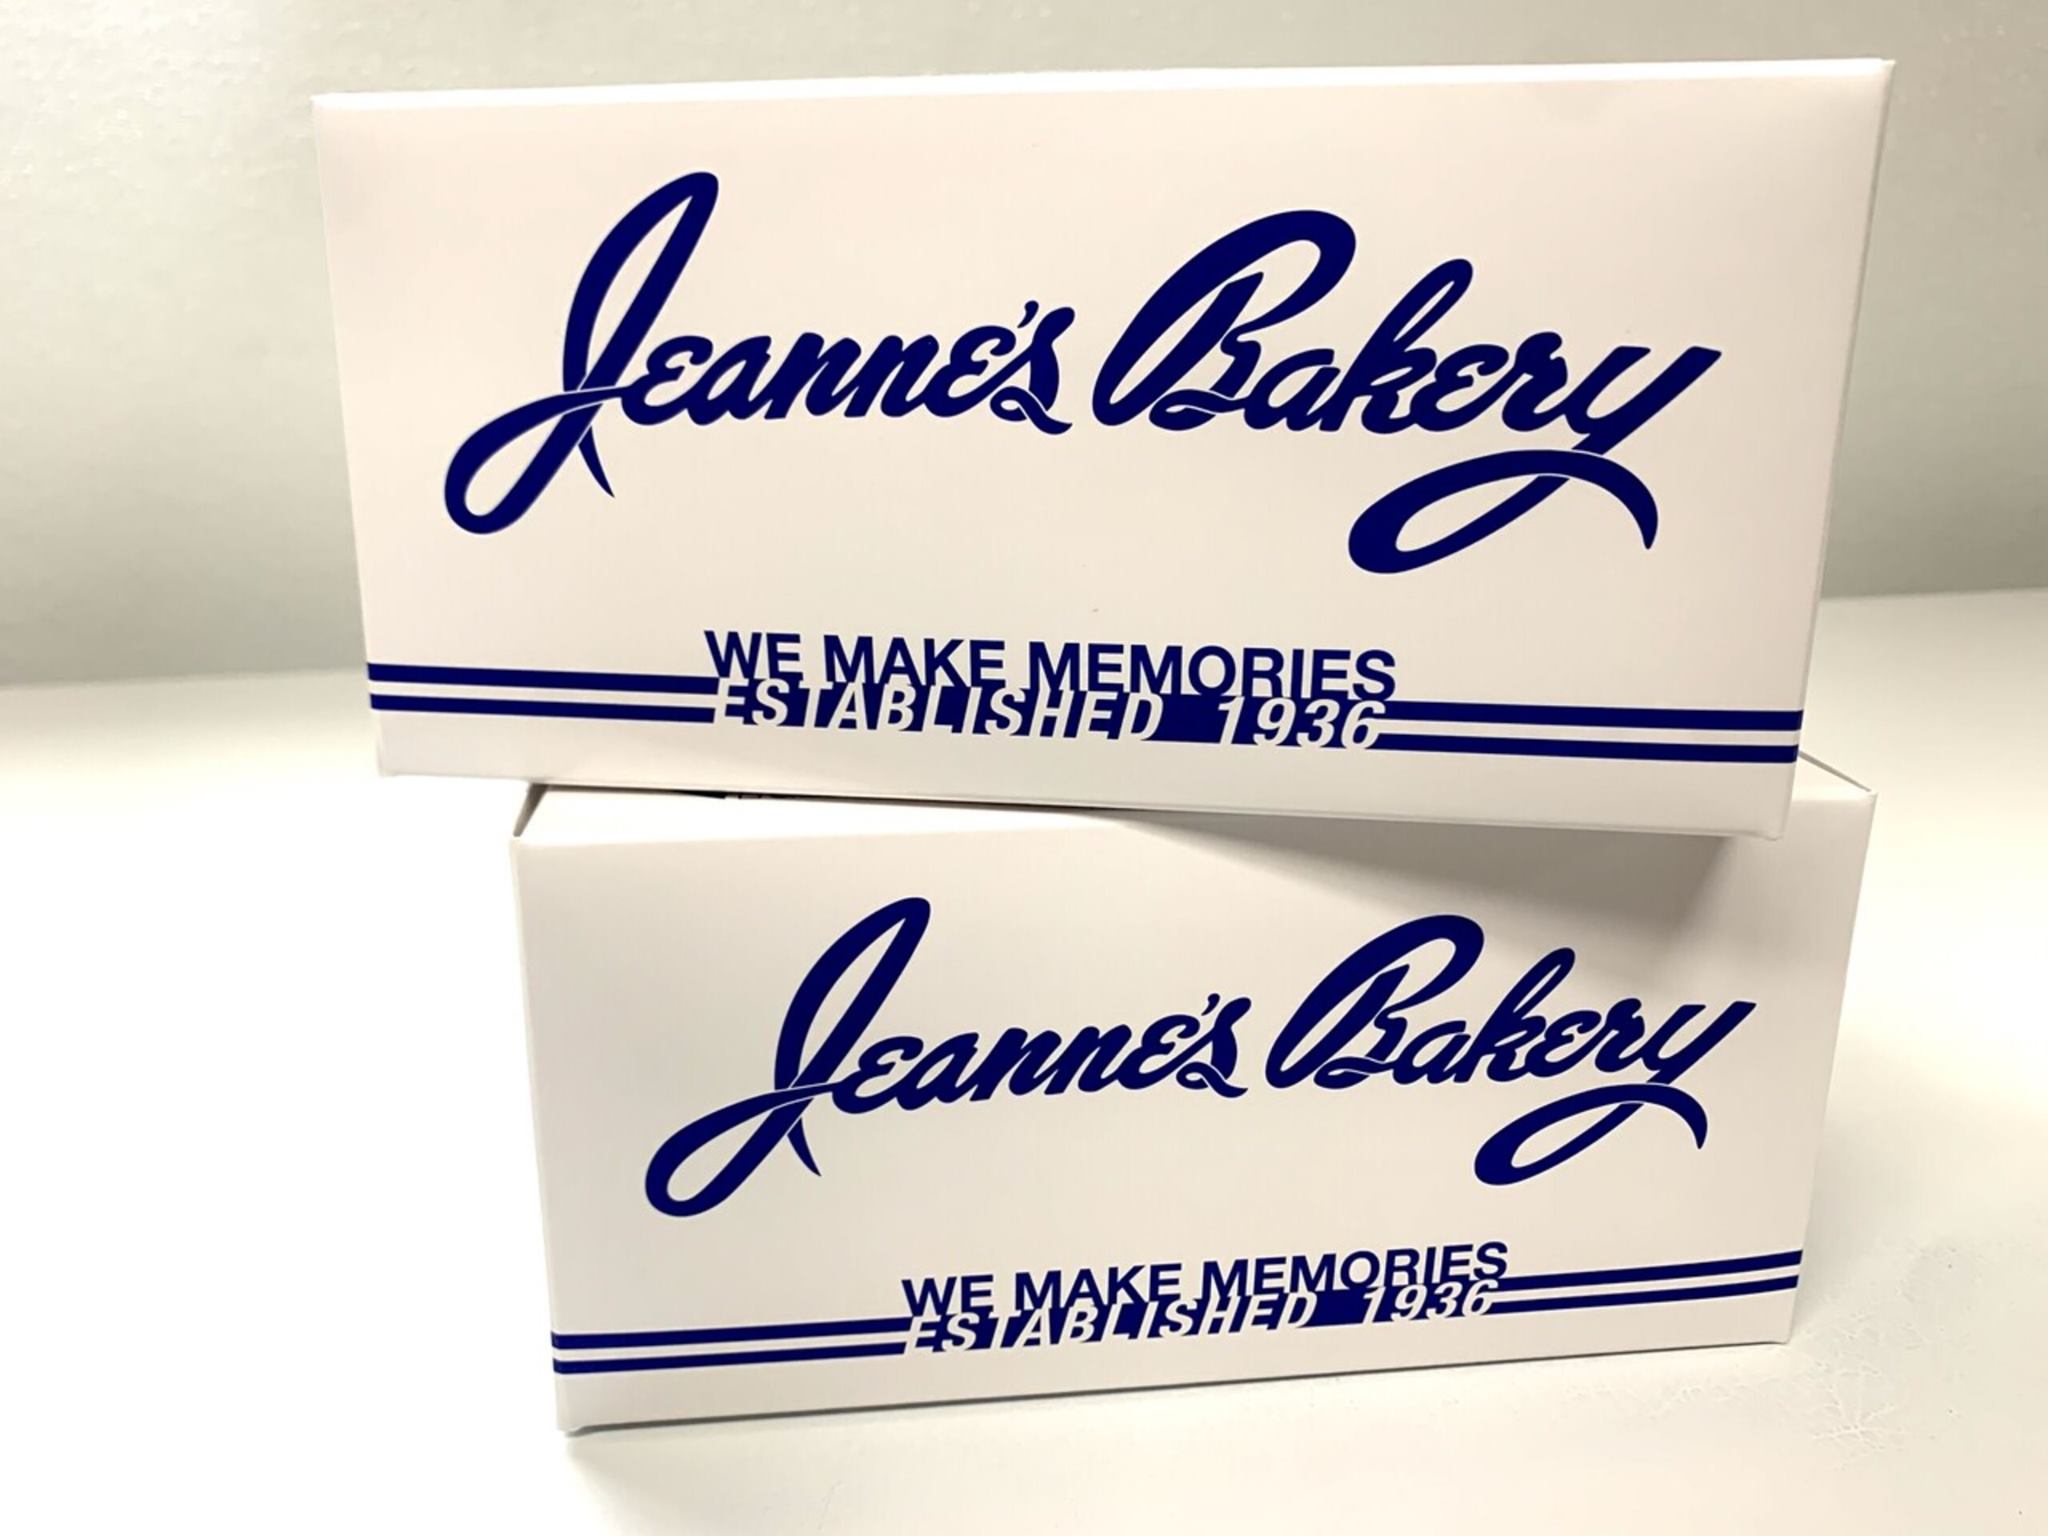 Jeanne's Bakery
WE MAKE MEMORIES
ESTABLISHED 1936
Jeanne's Bakery
WE MAKE MEMORIES
ESTABLISHED 1936